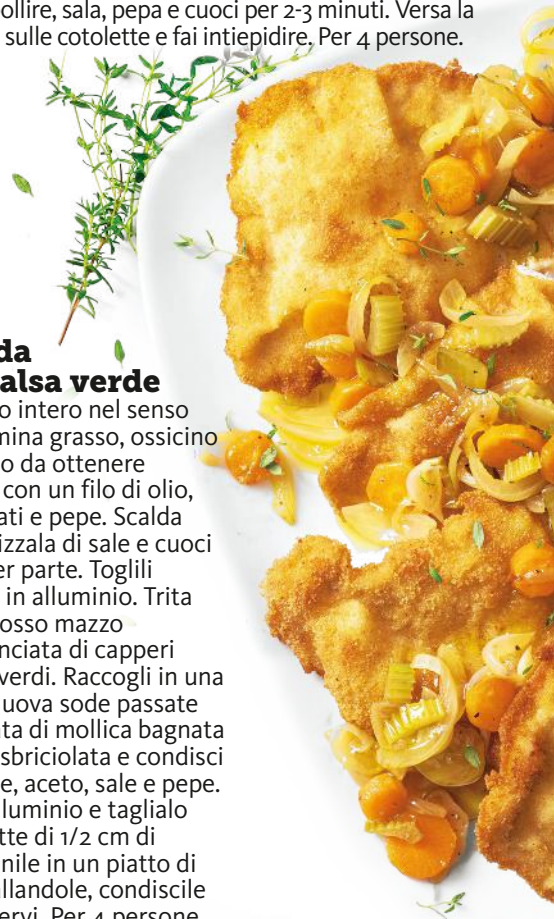 ollire, sala, pepa e cuoci per 2-3 minuti. Versa la
sulle cotolette e fai intiepidire. Per 4 persone.
da
alsa verde
o intero nel senso
mina grasso, ossicino
o da ottenere
con un filo di olio,
ati e pepe. Scalda
izzala di sale e cuoci
er parte. Toglili
in alluminio. Trita
osso mazzo
nciata di capperi
verdi. Raccogli in una
uova sode passate
ata di mollica bagnata
sbriciolata e condisci
e, aceto, sale e pepe.
lluminio e taglialo
tte di 1/2 cm di
nile in un piatto di
allandole, condiscile
ervi. Per 4 persone